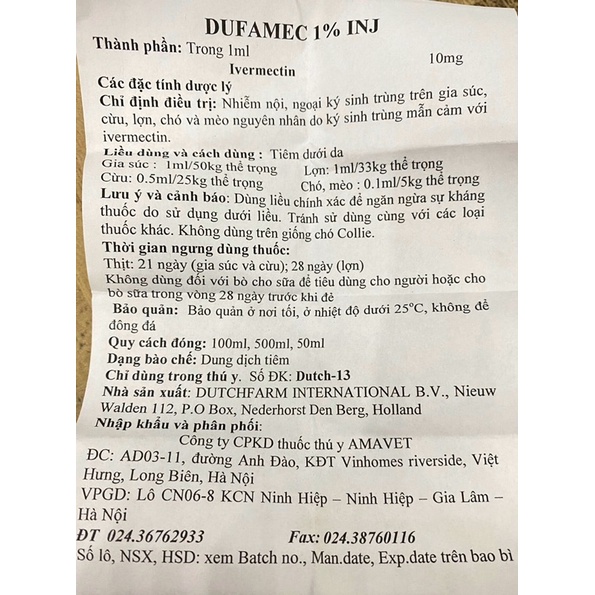 DUFAMEC 1% INJ
Thành phần: Trong 1ml
Ivermectin 10mg
Các đặc tính dược lý
Chỉ định điều trị: Nhiễm nội, ngoại ký sinh trùng trên gia súc,
cừu, lợn, chó và mèo nguyên nhân do ký sinh trùng mẫn cảm với
ivermectin.
Liều dùng và cách dùng : Tiêm dưới da
Gia súc : 1ml/50kg thể trọng Lợn: 1ml/33kg thể trọng
Cừu: 0.5ml/25kg thể trọng Chó, mèo : 0.1ml/5kg thể trọng
Lưu ý và cảnh báo: Dùng liều chính xác để ngăn ngừa sự kháng
thuốc do sử dụng dưới liều. Tránh sử dùng cùng với các loại
thuốc khác. Không dùng trên giống chó Collie.
Thời gian ngưng dùng thuốc:
Thịt: 21 ngày (gia súc và cừu); 28 ngày (lợn)
Không dùng đối với bò cho sữa để tiêu dùng cho người hoặc cho
bò sữa trong vòng 28 ngày trước khi đẻ
Bảo quản: Bảo quản ở nơi tối, ở nhiệt độ dưới 25°C, không để
đông đá
Quy cách đóng: 100ml, 500ml, 50ml
Dạng bào chế: Dung dịch tiêm
Chỉ dùng trong thú y. Số ĐK: Dutch-13
Nhà sản xuất: DUTCHFARM INTERNATIONAL B.V., Nieuw
Walden 112, P.O Box, Nederhorst Den Berg, Holland
Nhập khẩu và phân phối:
Công ty CPKD thuốc thú y AMAVET
ĐC: AD03-11, đường Anh Đào, KĐT Vinhomes riverside, Việt
Hưng, Long Biên, Hà Nội
VPGD: Lô CN06-8 KCN Ninh Hiệp – Ninh Hiệp – Gia Lâm –
Hà Nội
ĐT 024.36762933 Fax: 024.38760116
Số lô, NSX, HSD: xem Batch no., Man.date, Exp.date trên bao bì